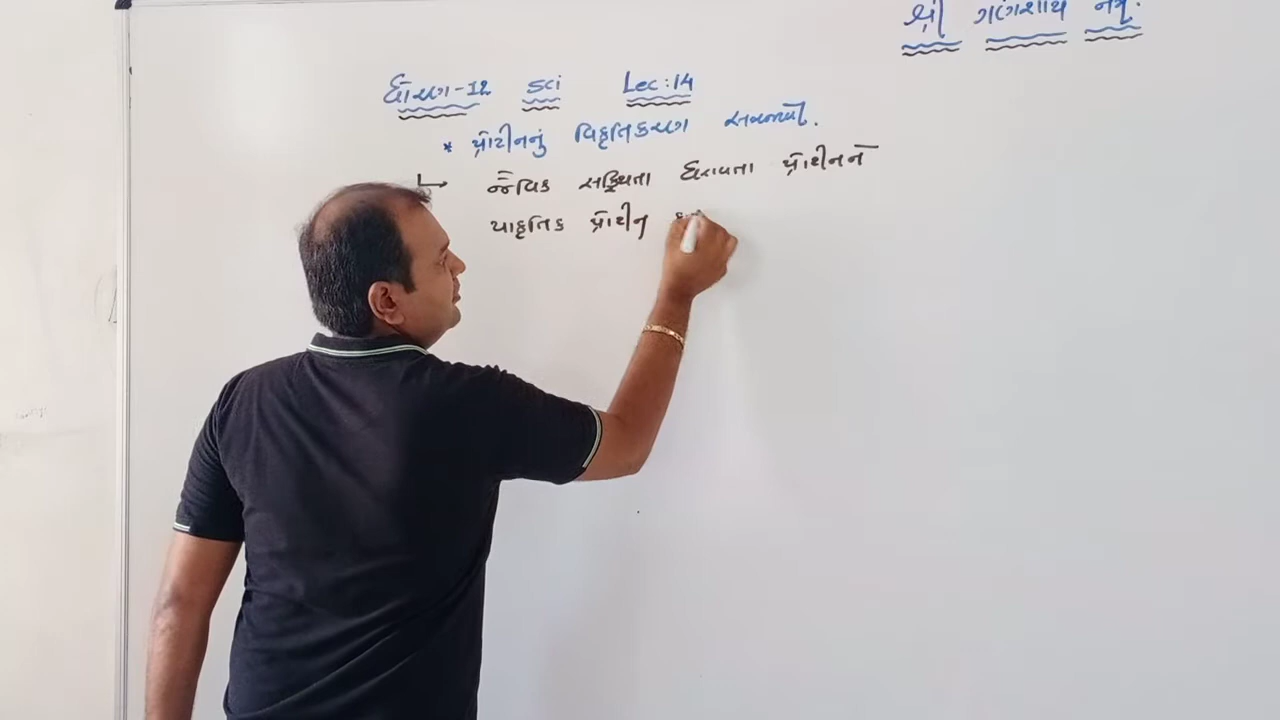 શ્રી ગણેશાય નમઃ
ધોરણ-12 sci Lec:14
* પ્રોટીનનું વિકૃતિકરણ સમજાવો.
જૈવિક સક્રિયતા ધરાવતા પ્રોટીનને
પ્રાકૃતિક પ્રોટીન